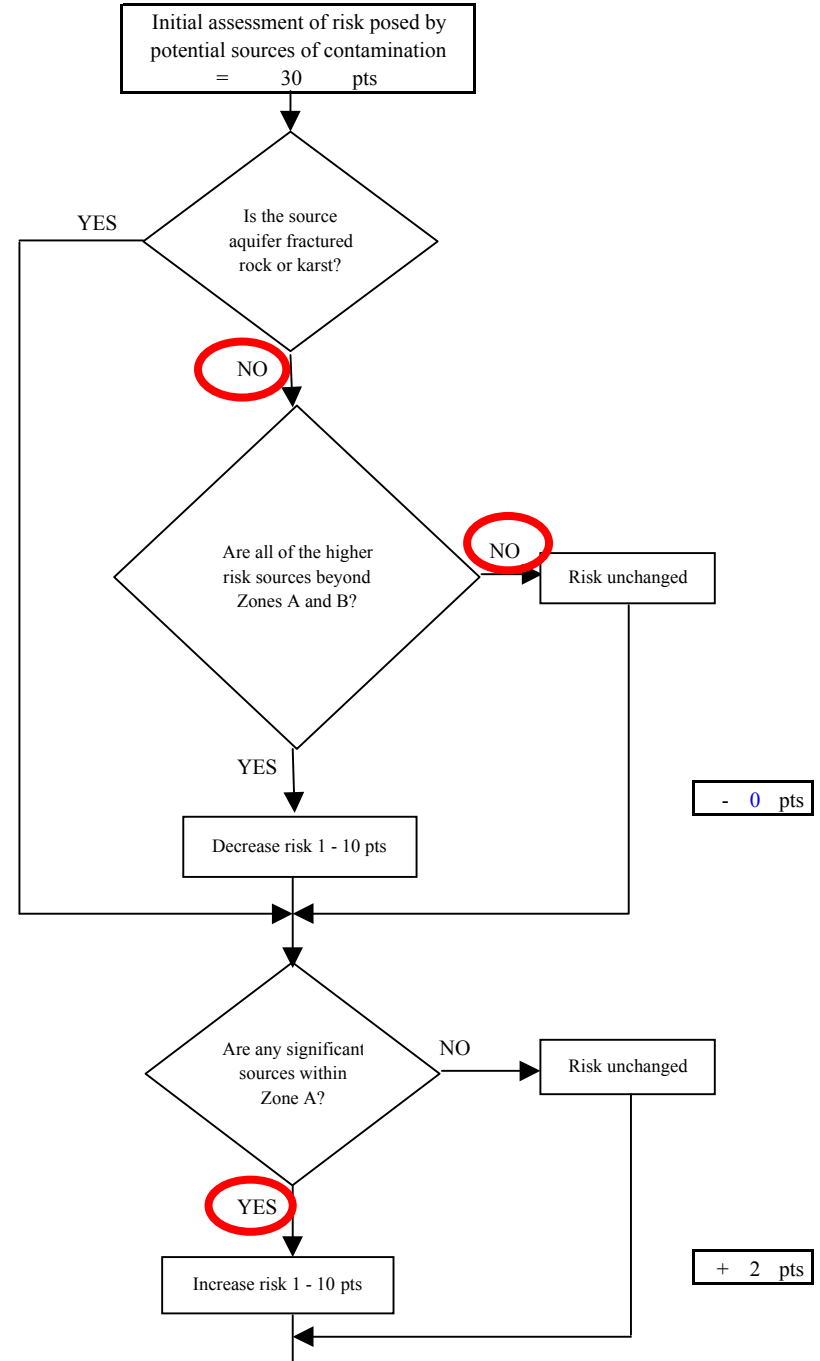 Initial assessment of risk posed by
potential sources of contamination
= 30 pts
Is the source
aquifer fractured
rock or karst?
YES
NO
Are all of the higher
risk sources beyond
Zones A and B?
NO
Risk unchanged
YES
- 0 pts
Decrease risk 1 - 10 pts
Are any significant
sources within
Zone A?
NO
Risk unchanged
YES
+ 2 pts
Increase risk 1 - 10 pts